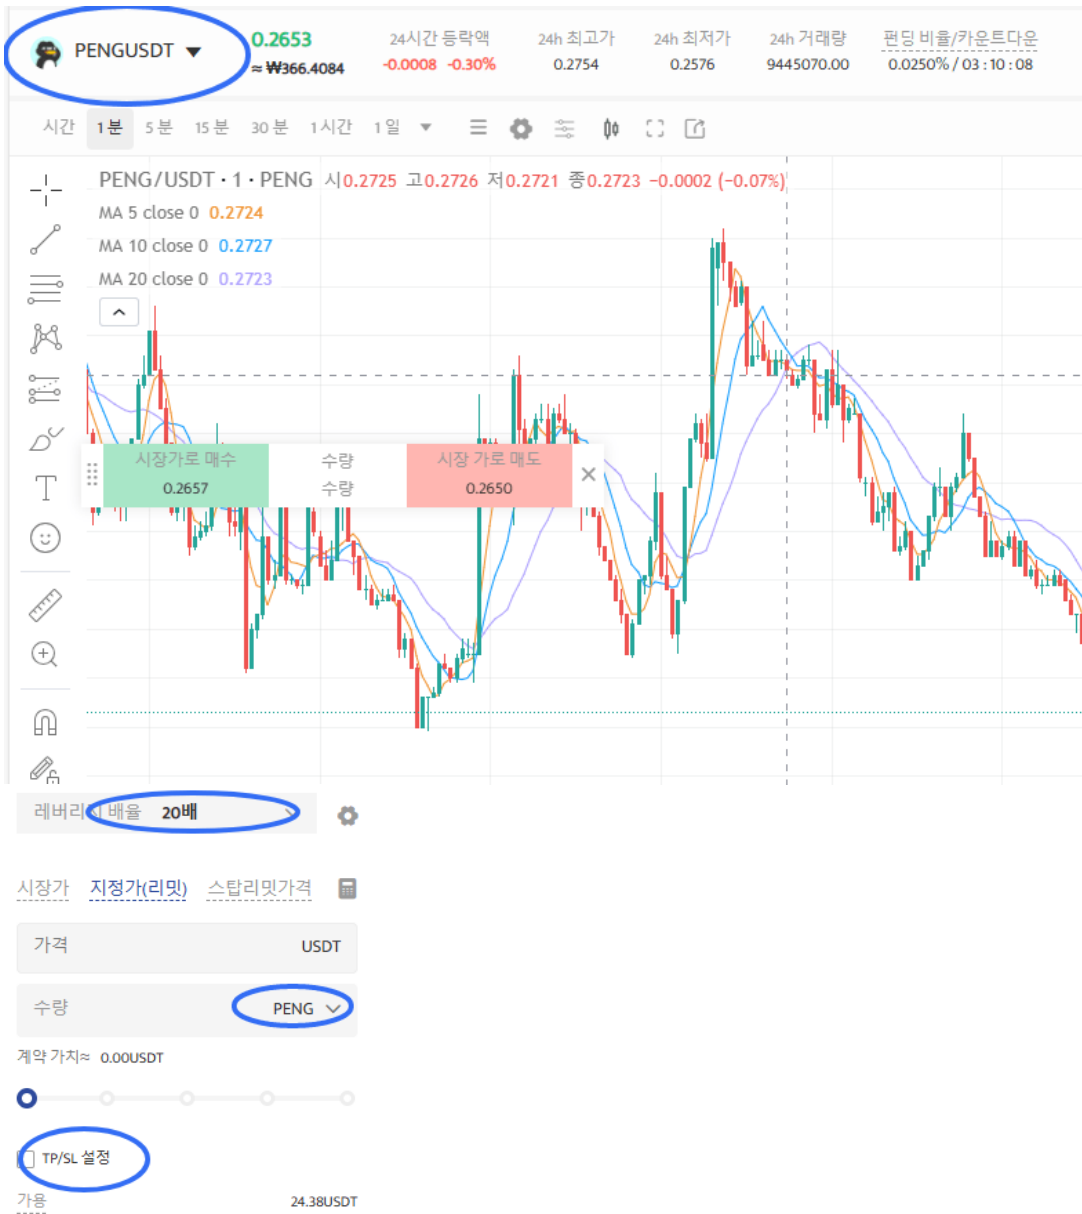 PENGUSDT
0.2653
≈ ₩366.4084
24시간 등락액
-0.0008 -0.30%
24h 최고가
0.2754
24h 최저가
0.2576
24h 거래량
9445070.00
펀딩 비율/카운트다운
0.0250% / 03 : 10 : 08
시간 1분 5분 15분 30분 1시간 1일
PENG/USDT · 1 · PENG 시0.2725 고0.2726 저0.2721 종0.2723 −0.0002 (−0.07%)
MA 5 close 0 0.2724
MA 10 close 0 0.2727
MA 20 close 0 0.2723
시장가로 매수 수량 시장 가로 매도
0.2657 수량 0.2650
레버리지 배율 20배
시장가 지정가(리밋) 스탑리밋가격
가격 USDT
수량 PENG
계약 가치≈ 0.00USDT
TP/SL 설정
가용 24.38USDT